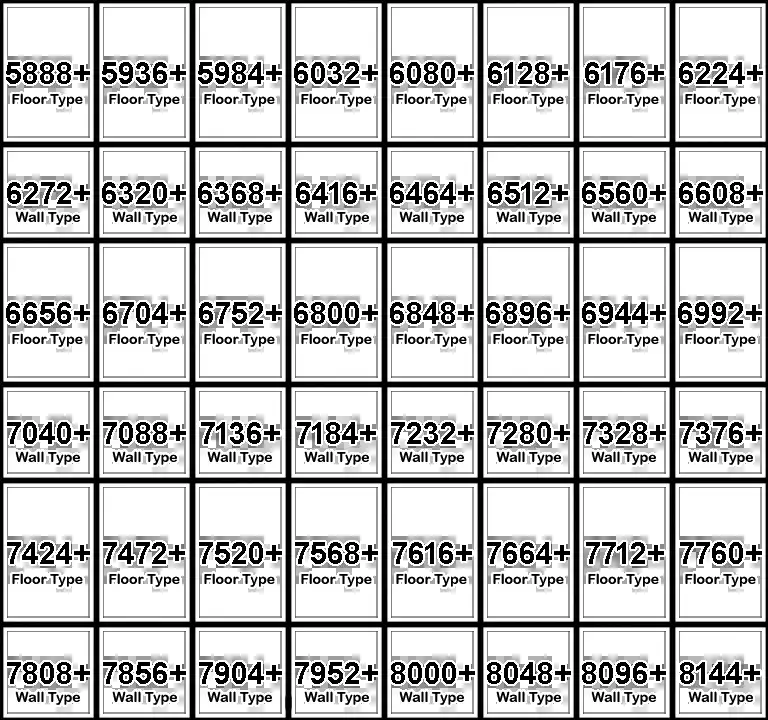 5888+ 5936+ 5984+ 6032+ 6080+ 6128+ 6176+ 6224+
Floor Type Floor Type Floor Type Floor Type Floor Type Floor Type Floor Type Floor Type
6272+ 6320+ 6368+ 6416+ 6464+ 6512+ 6560+ 6608+
Wall Type Wall Type Wall Type Wall Type Wall Type Wall Type Wall Type Wall Type
6656+ 6704+ 6752+ 6800+ 6848+ 6896+ 6944+ 6992+
Floor Type Floor Type Floor Type Floor Type Floor Type Floor Type Floor Type Floor Type
7040+ 7088+ 7136+ 7184+ 7232+ 7280+ 7328+ 7376+
Wall Type Wall Type Wall Type Wall Type Wall Type Wall Type Wall Type Wall Type
7424+ 7472+ 7520+ 7568+ 7616+ 7664+ 7712+ 7760+
Floor Type Floor Type Floor Type Floor Type Floor Type Floor Type Floor Type Floor Type
7808+ 7856+ 7904+ 7952+ 8000+ 8048+ 8096+ 8144+
Wall Type Wall Type Wall Type Wall Type Wall Type Wall Type Wall Type Wall Type